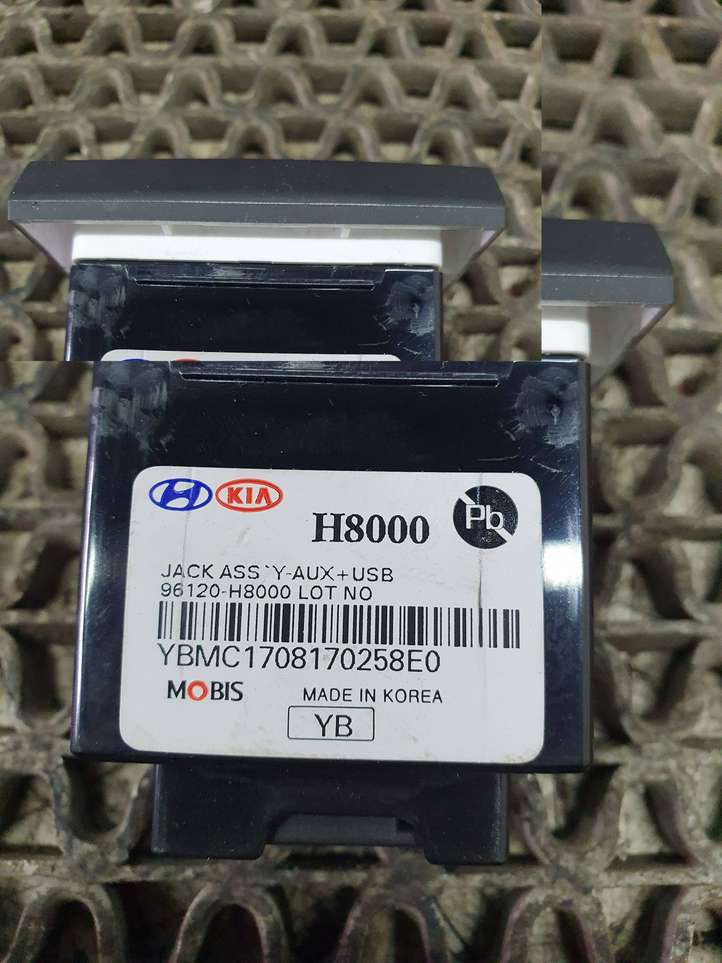 KIA
H8000
Pb
JACK ASS`Y-AUX+USB
96120-H8000 LOT NO
YBMC1708170258E0
MOBIS
MADE IN KOREA
YB